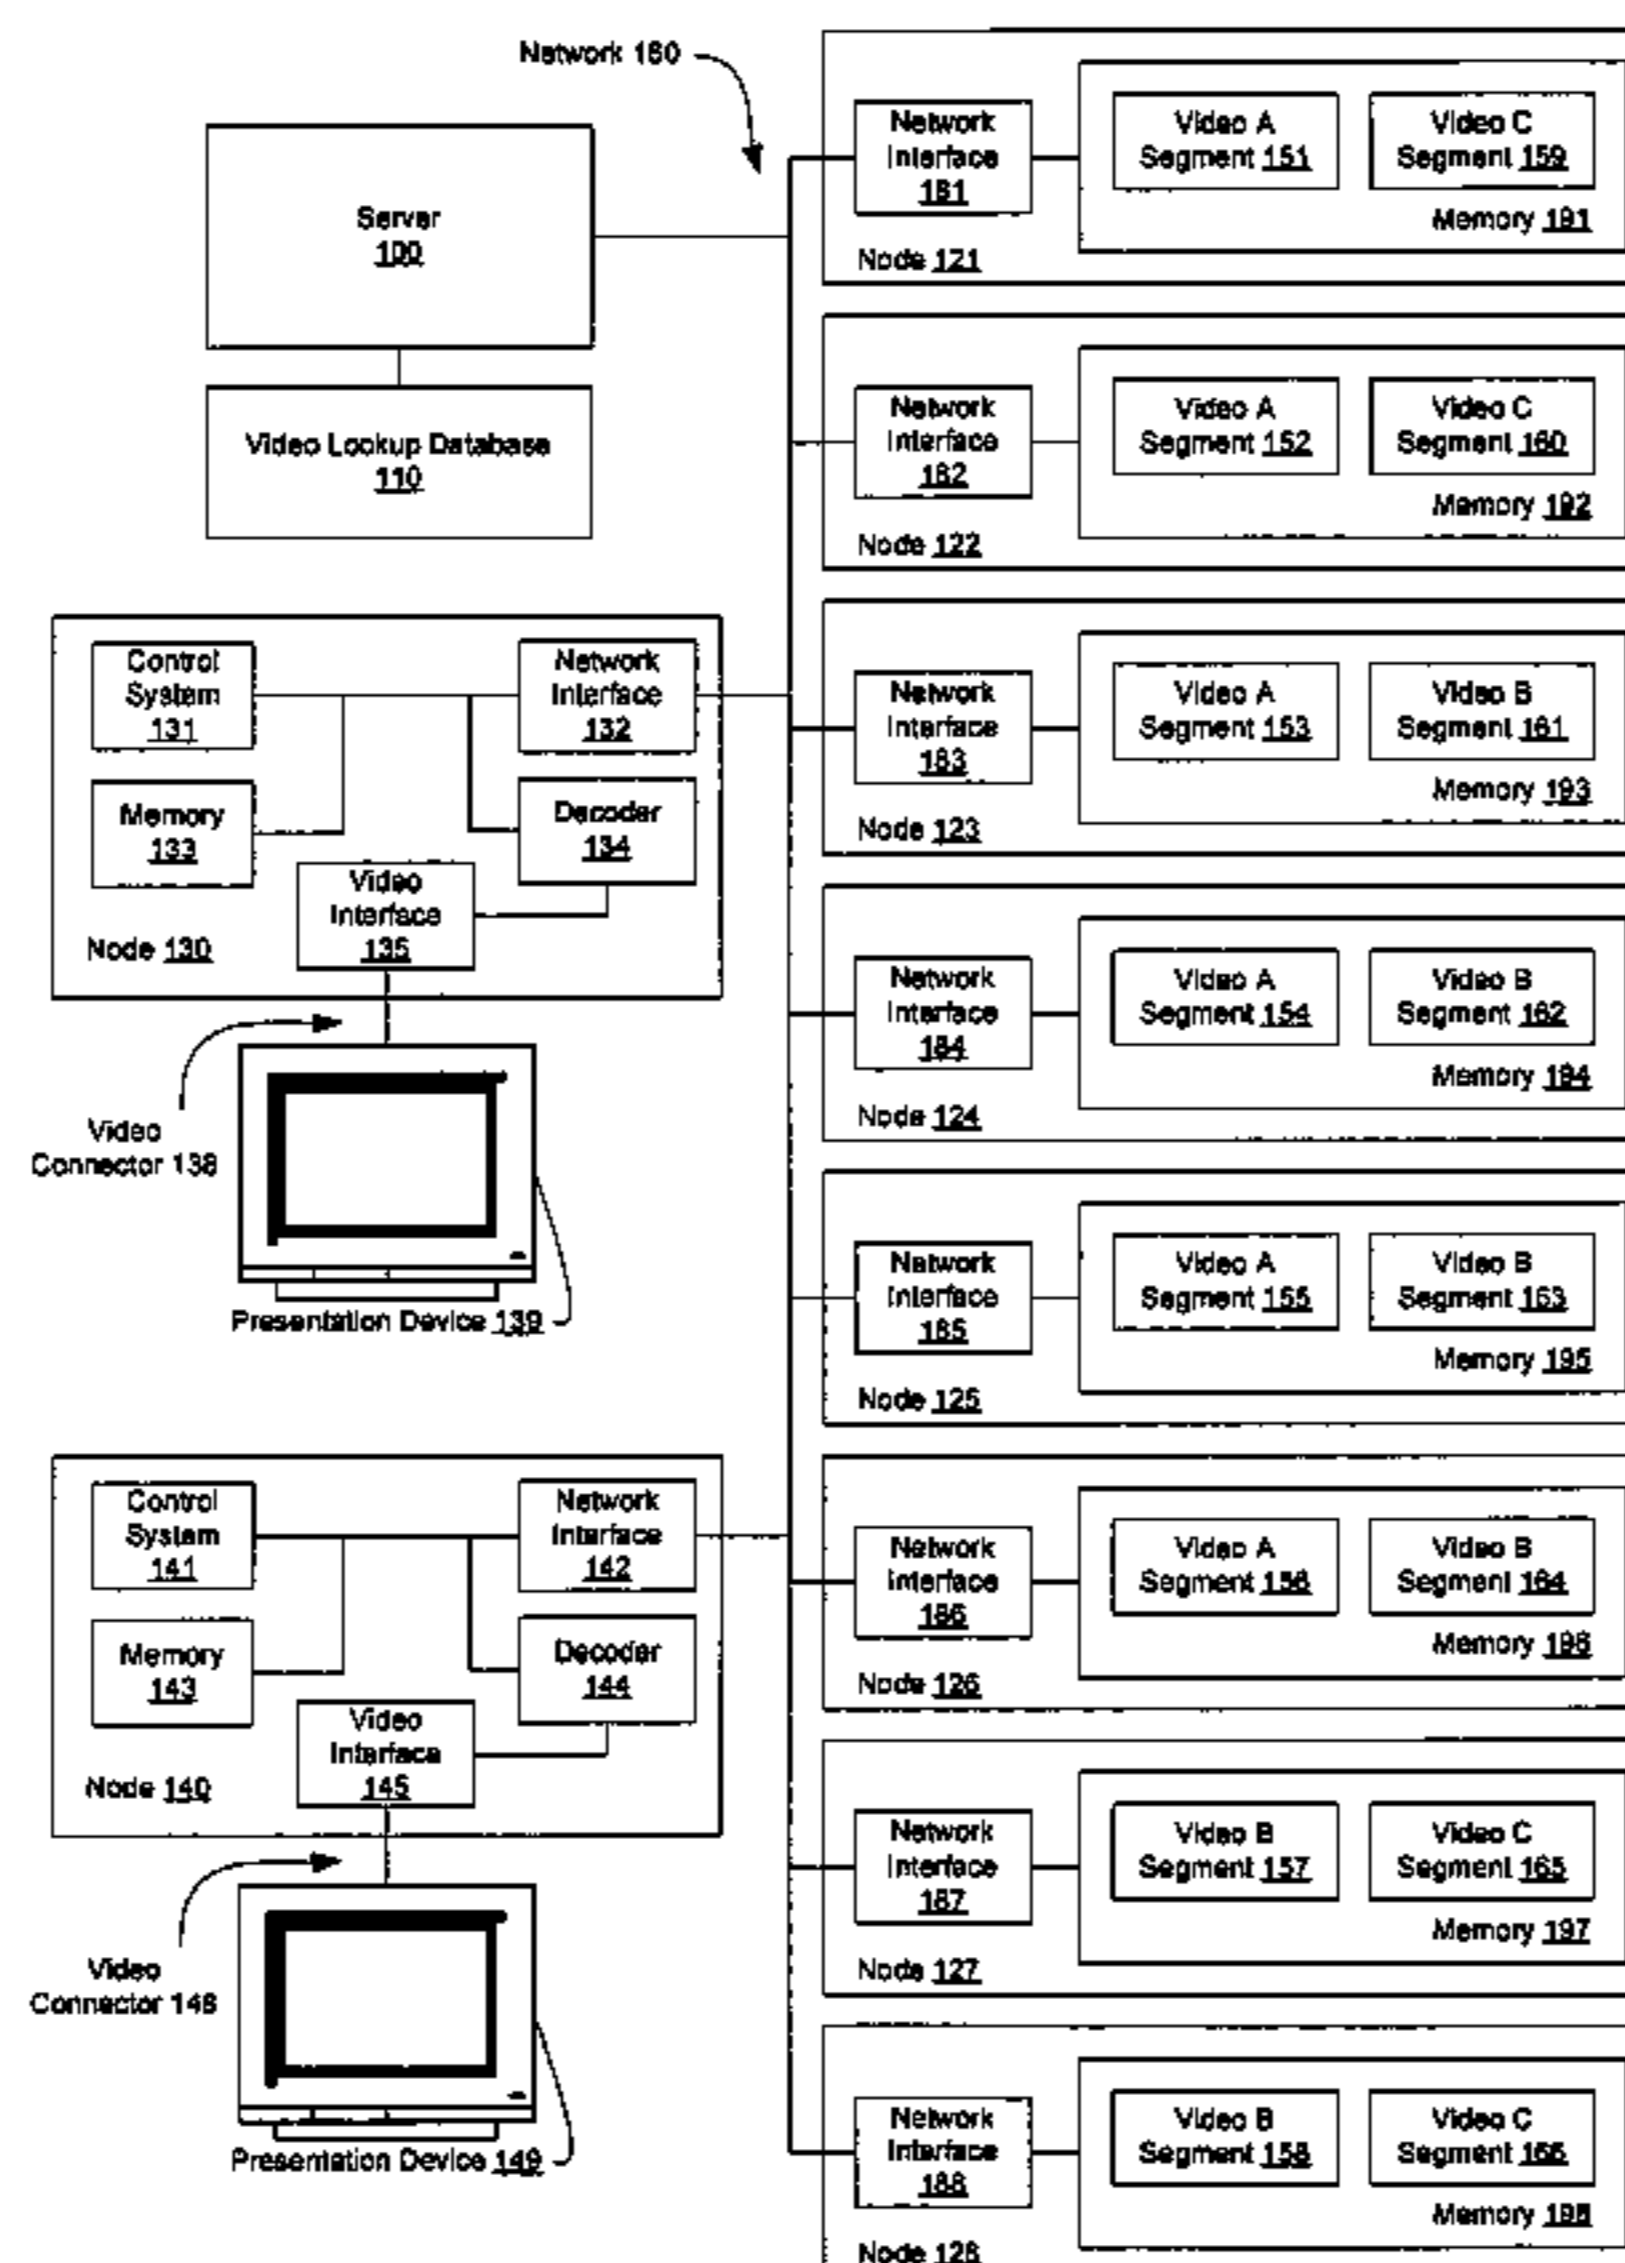 Network 180
Server
100
Video Lookup Database
110
Control
System
131
Network
Interface
132
Memory
133
Decoder
134
Video
Interface
135
Node 130
Video
Connector 138
Presentation Device 139
Control
System
141
Network
Interface
142
Memory
143
Decoder
144
Video
Interface
145
Node 140
Video
Connector 148
Presentation Device 149
Network
Interface
181
Video A
Segment 151
Video C
Segment 159
Memory 191
Node 121
Network
Interface
182
Video A
Segment 152
Video C
Segment 160
Memory 192
Node 122
Network
Interface
183
Video A
Segment 153
Video B
Segment 161
Memory 193
Node 123
Network
Interface
184
Video A
Segment 154
Video B
Segment 162
Memory 194
Node 124
Network
Interface
185
Video A
Segment 155
Video B
Segment 163
Memory 195
Node 125
Network
Interface
186
Video A
Segment 156
Video B
Segment 164
Memory 196
Node 126
Network
Interface
187
Video B
Segment 157
Video C
Segment 165
Memory 197
Node 127
Network
Interface
188
Video B
Segment 158
Video C
Segment 166
Memory 198
Node 128